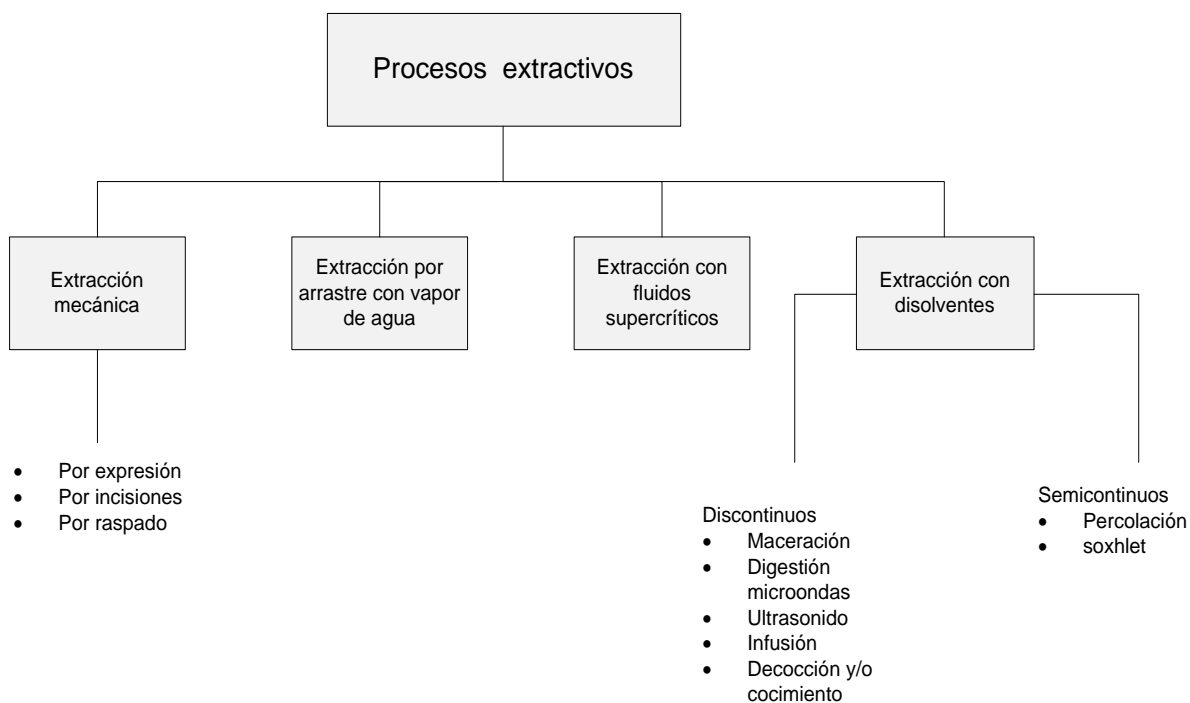 Procesos extractivos
Extracción
mecánica
Extracción por
arrastre con vapor
de agua
Extracción con
fluidos
supercríticos
Extracción con
disolventes
• Por expresión
• Por incisiones
• Por raspado
Discontinuos
• Maceración
• Digestión
microondas
• Ultrasonido
• Infusión
• Decocción y/o
cocimiento
Semicontinuos
• Percolación
• soxhlet